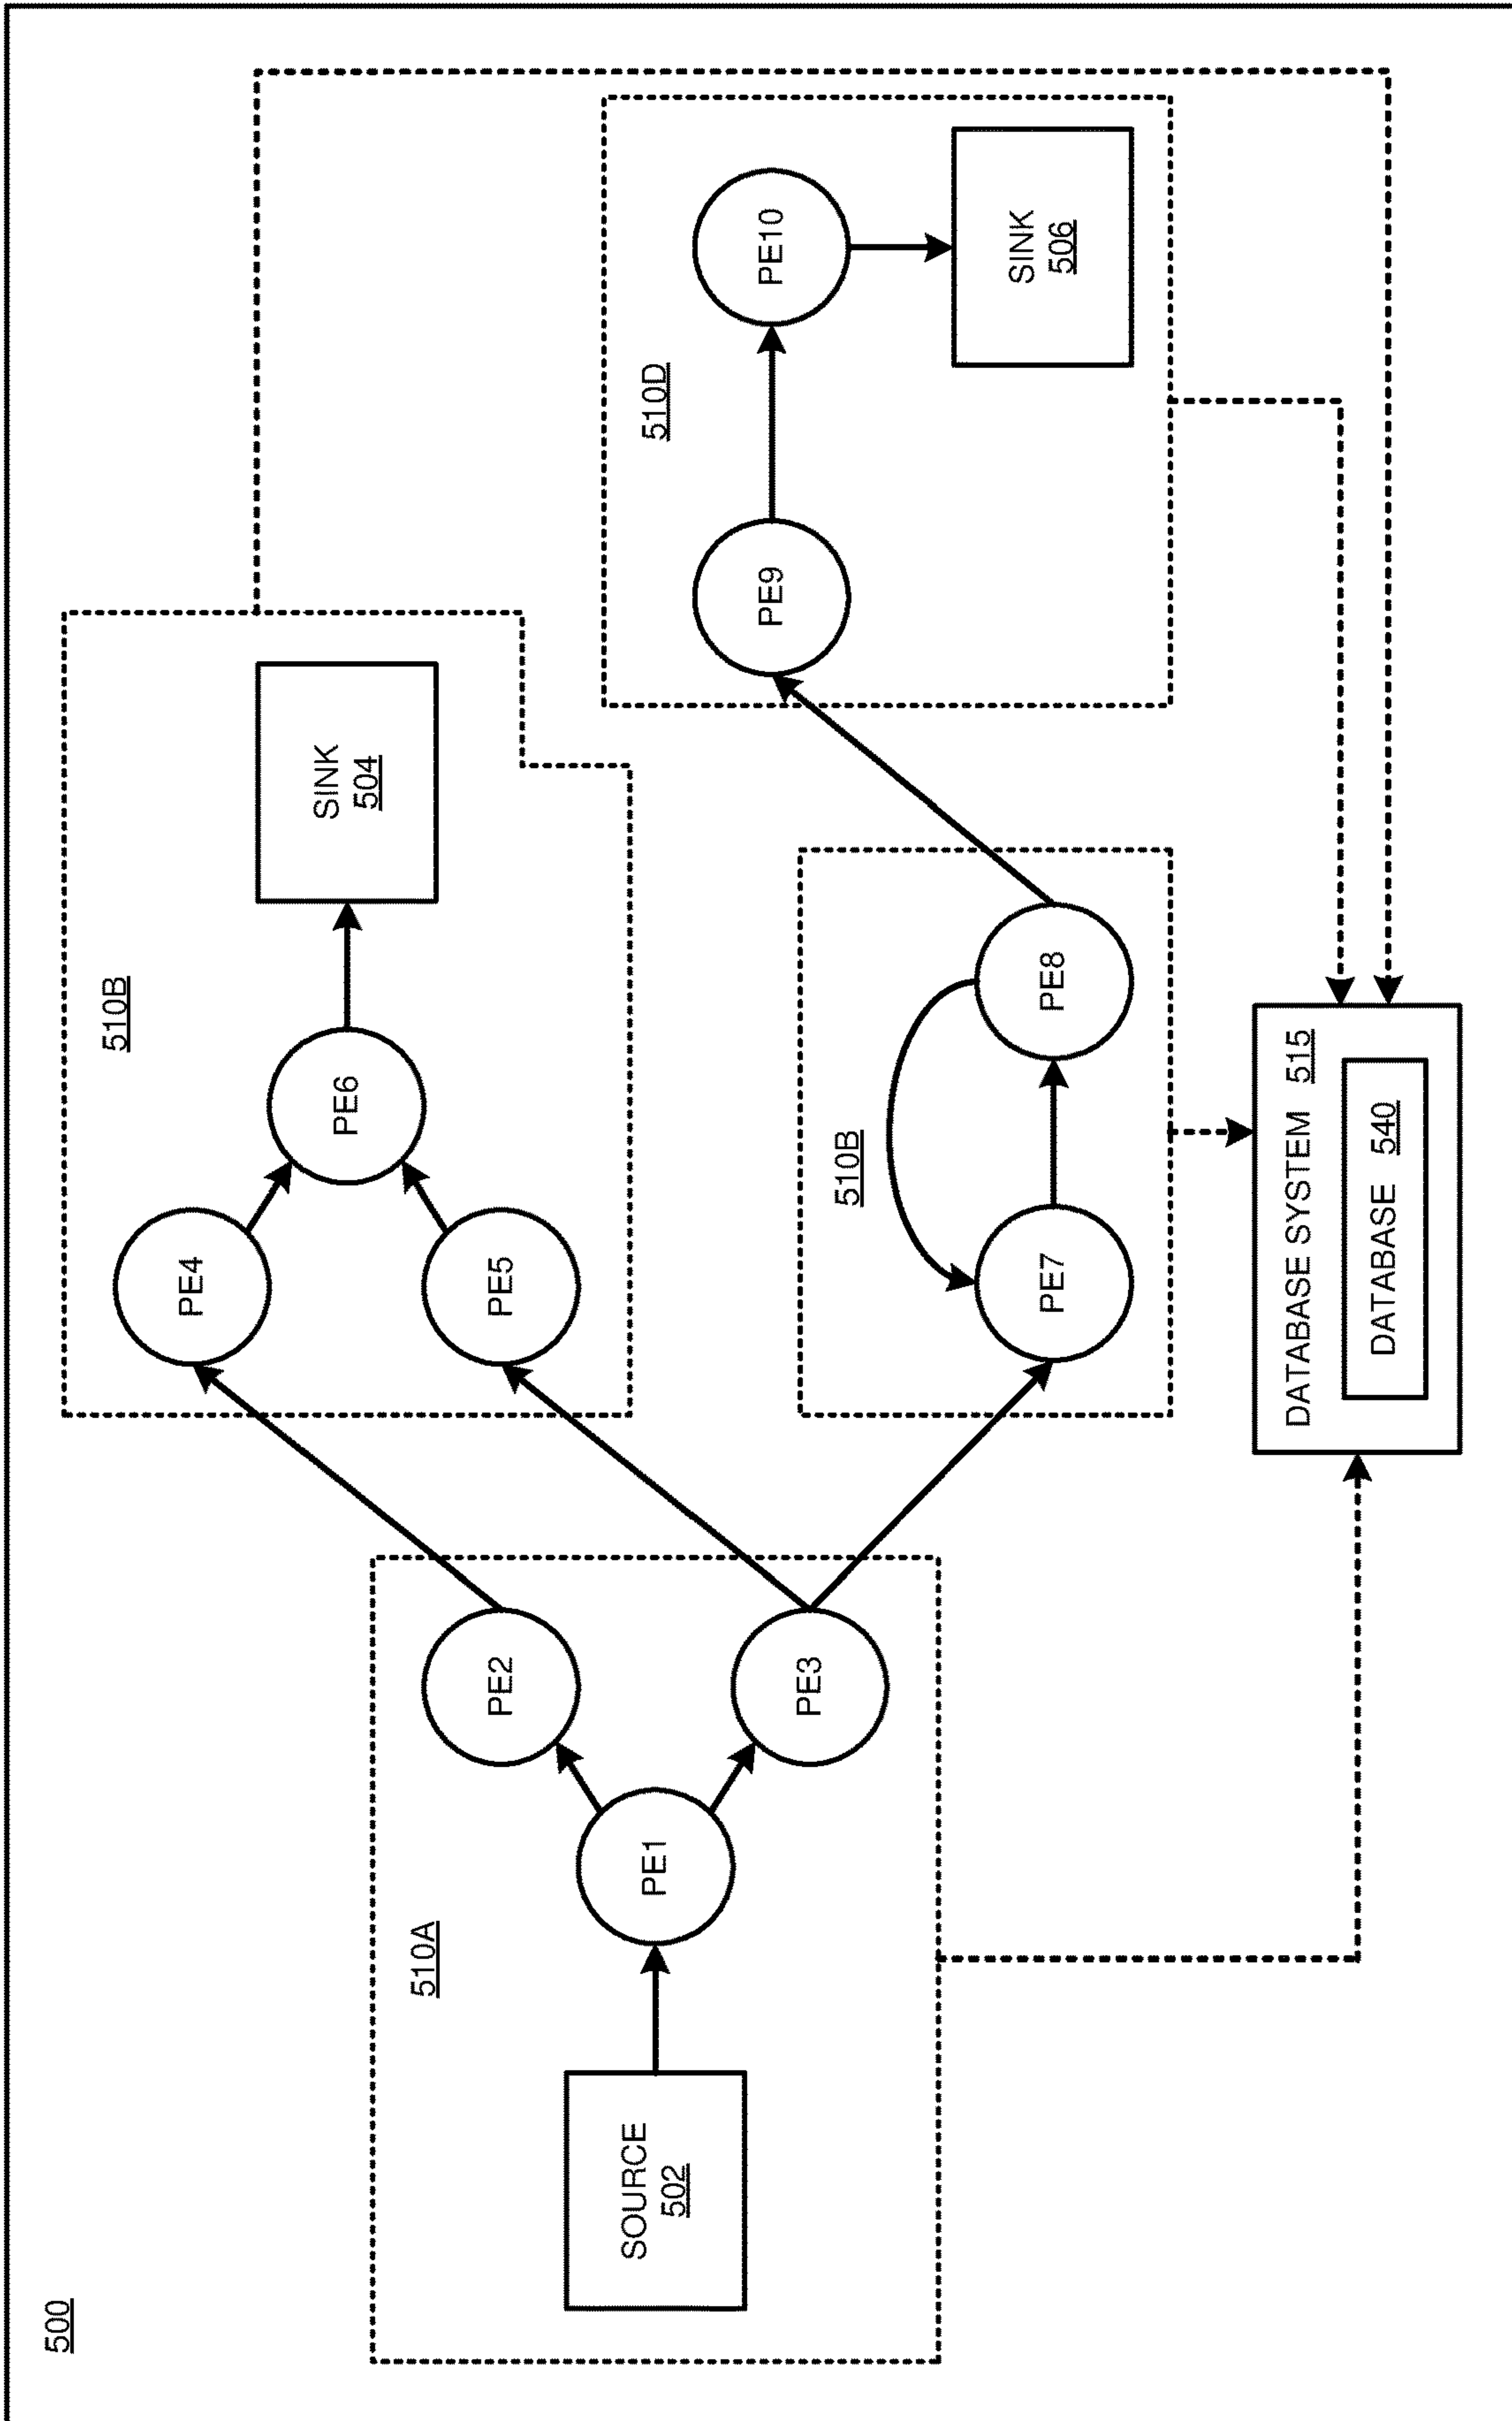 500
510A
SOURCE
502
PE1
PE2
PE3
510B
PE4
PE5
PE6
SINK
504
510B
PE7
PE8
510D
PE9
PE10
SINK
506
DATABASE SYSTEM 515
DATABASE 540